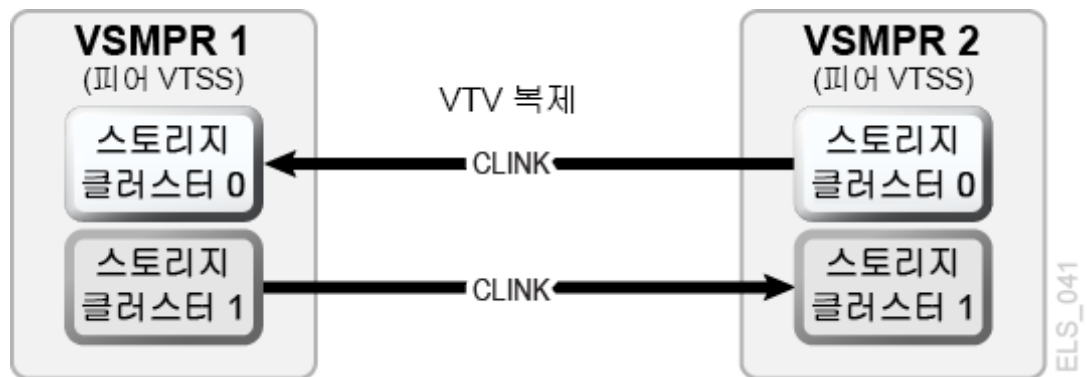 VSMPR 1
(피어 VTSS)
스토리지
클러스터 0
스토리지
클러스터 1
VTV 복제
CLINK
CLINK
VSMPR 2
(피어 VTSS)
스토리지
클러스터 0
스토리지
클러스터 1
ELS_041